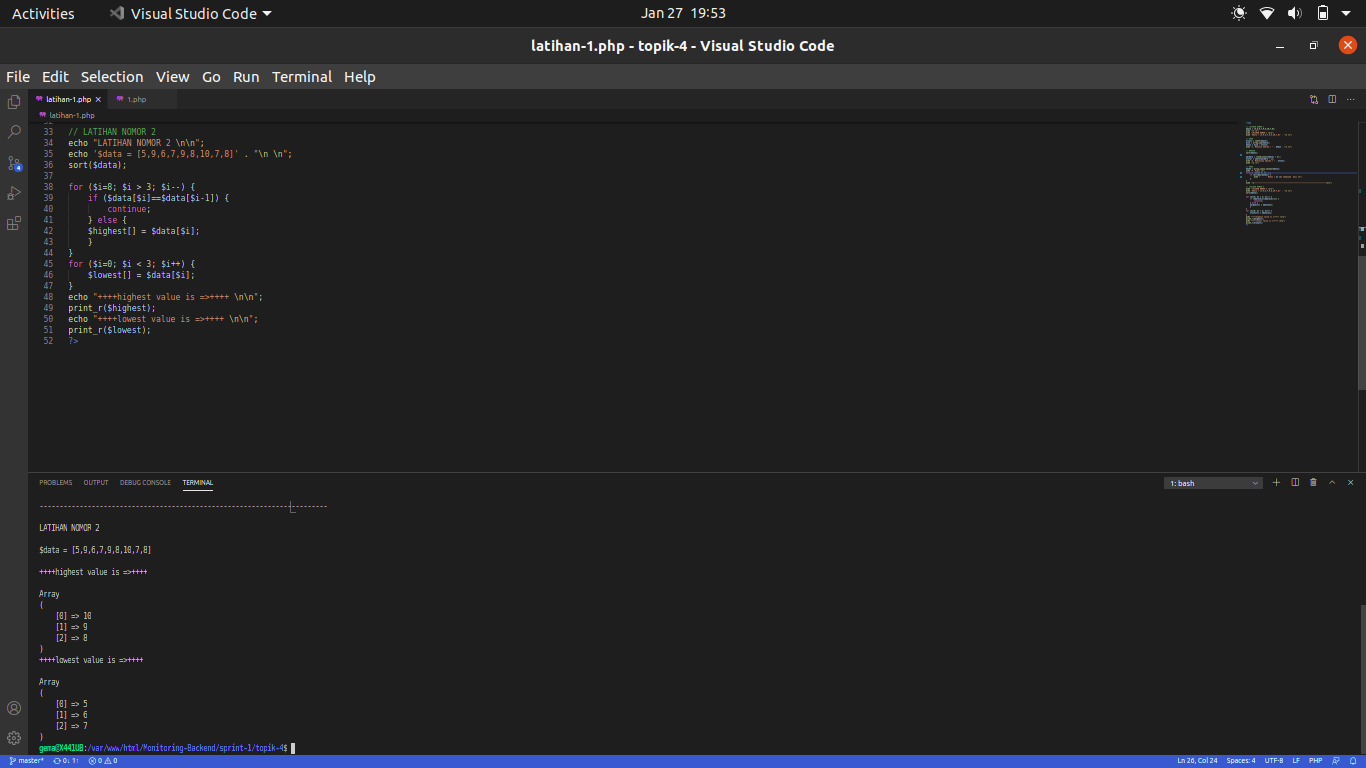 Activities
Visual Studio Code
Jan 27 19:53
latihan-1.php - topik-4 - Visual Studio Code
File Edit Selection View Go Run Terminal Help
latihan-1.php
1.php
latihan-1.php
33 // LATIHAN NOMOR 2
34 echo "LATIHAN NOMOR 2 \n\n";
35 echo '$data = [5,9,6,7,9,8,10,7,8]' . "\n \n";
36 sort($data);
37
38 for ($i=8; $i > 3; $i--) {
39     if ($data[$i]==$data[$i-1]) {
40         continue;
41     } else {
42     $highest[] = $data[$i];
43     }
44 }
45 for ($i=0; $i < 3; $i++) {
46     $lowest[] = $data[$i];
47 }
48 echo "++++highest value is =>++++ \n\n";
49 print_r($highest);
50 echo "++++lowest value is =>++++ \n\n";
51 print_r($lowest);
52 ?>
4
PROBLEMS OUTPUT DEBUG CONSOLE TERMINAL
1: bash
------------------------------------------------------------------------
LATIHAN NOMOR 2
$data = [5,9,6,7,9,8,10,7,8]
++++highest value is =>++++
Array
(
    [0] => 10
    [1] => 9
    [2] => 8
)
++++lowest value is =>++++
Array
(
    [0] => 5
    [1] => 6
    [2] => 7
)
gema@X441UB:/var/www/html/Monitoring-Backend/sprint-1/topik-4$
master* 0↓ 1↑ 0 0
Ln 26, Col 24 Spaces: 4 UTF-8 LF PHP